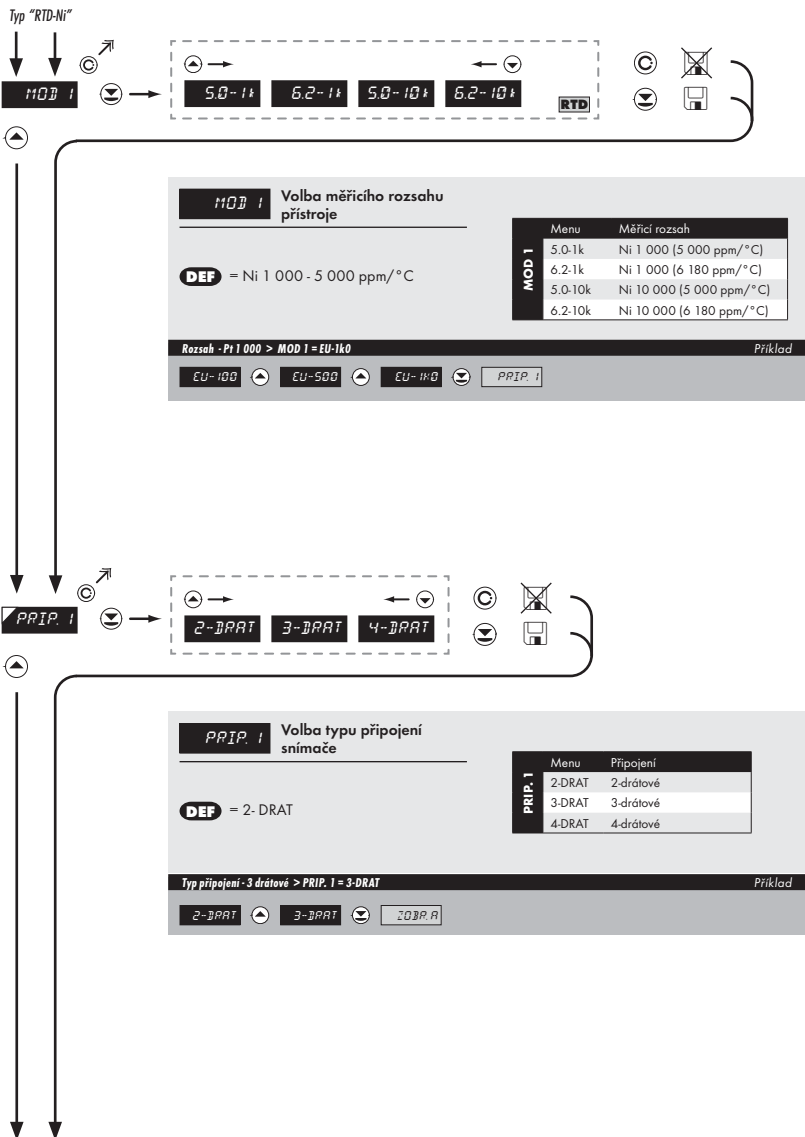 Typ "RTD-Ni"
MOD 1
5.0-1k 6.2-1k 5.0-10k 6.2-10k
RTD
MOD 1 Volba měřicího rozsahu
přístroje
DEF = Ni 1 000 - 5 000 ppm/°C
MOD 1
Menu Měřicí rozsah
5.0-1k Ni 1 000 (5 000 ppm/°C)
6.2-1k Ni 1 000 (6 180 ppm/°C)
5.0-10k Ni 10 000 (5 000 ppm/°C)
6.2-10k Ni 10 000 (6 180 ppm/°C)
Rozsah - Pt 1 000 > MOD 1 = EU-1k0 Příklad
EU-100 EU-500 EU-1K0 PRIP. 1
PRIP. 1
2-DRAT 3-DRAT 4-DRAT
PRIP. 1 Volba typu připojení
snímače
DEF = 2- DRAT
PRIP. 1
Menu Připojení
2-DRAT 2-drátové
3-DRAT 3-drátové
4-DRAT 4-drátové
Typ připojení - 3 drátové > PRIP. 1 = 3-DRAT Příklad
2-DRAT 3-DRAT ZOBR. A